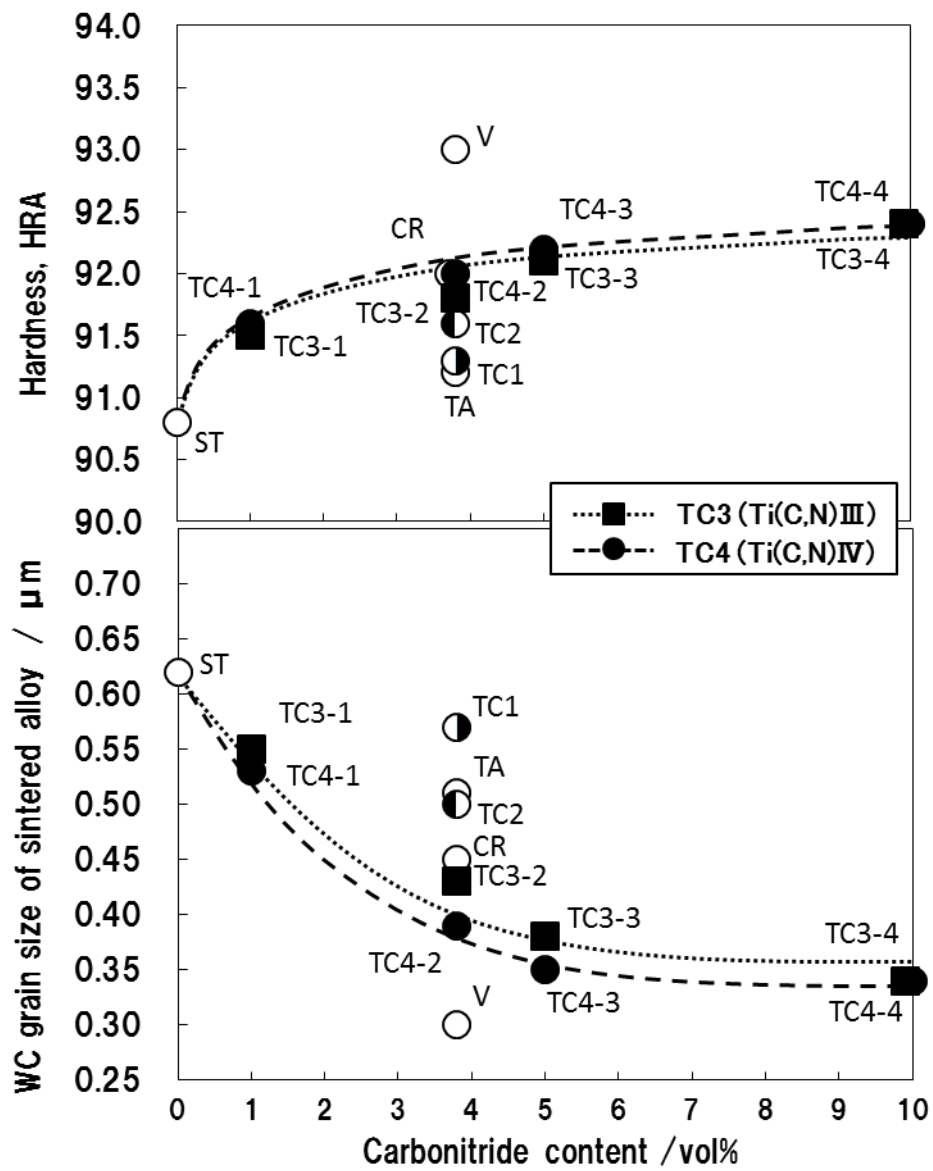 94.0
93.5
93.0
92.5
92.0
91.5
91.0
90.5
90.0
Hardness, HRA
V
CR
TC4-3
TC4-4
TC4-1
TC3-2
TC4-2
TC3-3
TC3-4
TC3-1
TC2
TC1
TA
ST
TC3 (Ti(C,N)Ⅲ)
TC4 (Ti(C,N)Ⅳ)
0.70
0.65
0.60
0.55
0.50
0.45
0.40
0.35
0.30
0.25
WC grain size of sintered alloy / μm
ST
TC3-1
TC1
TC4-1
TA
TC2
CR
TC3-2
TC3-3
TC3-4
TC4-2
V
TC4-3
TC4-4
0 1 2 3 4 5 6 7 8 9 10
Carbonitride content /vol%